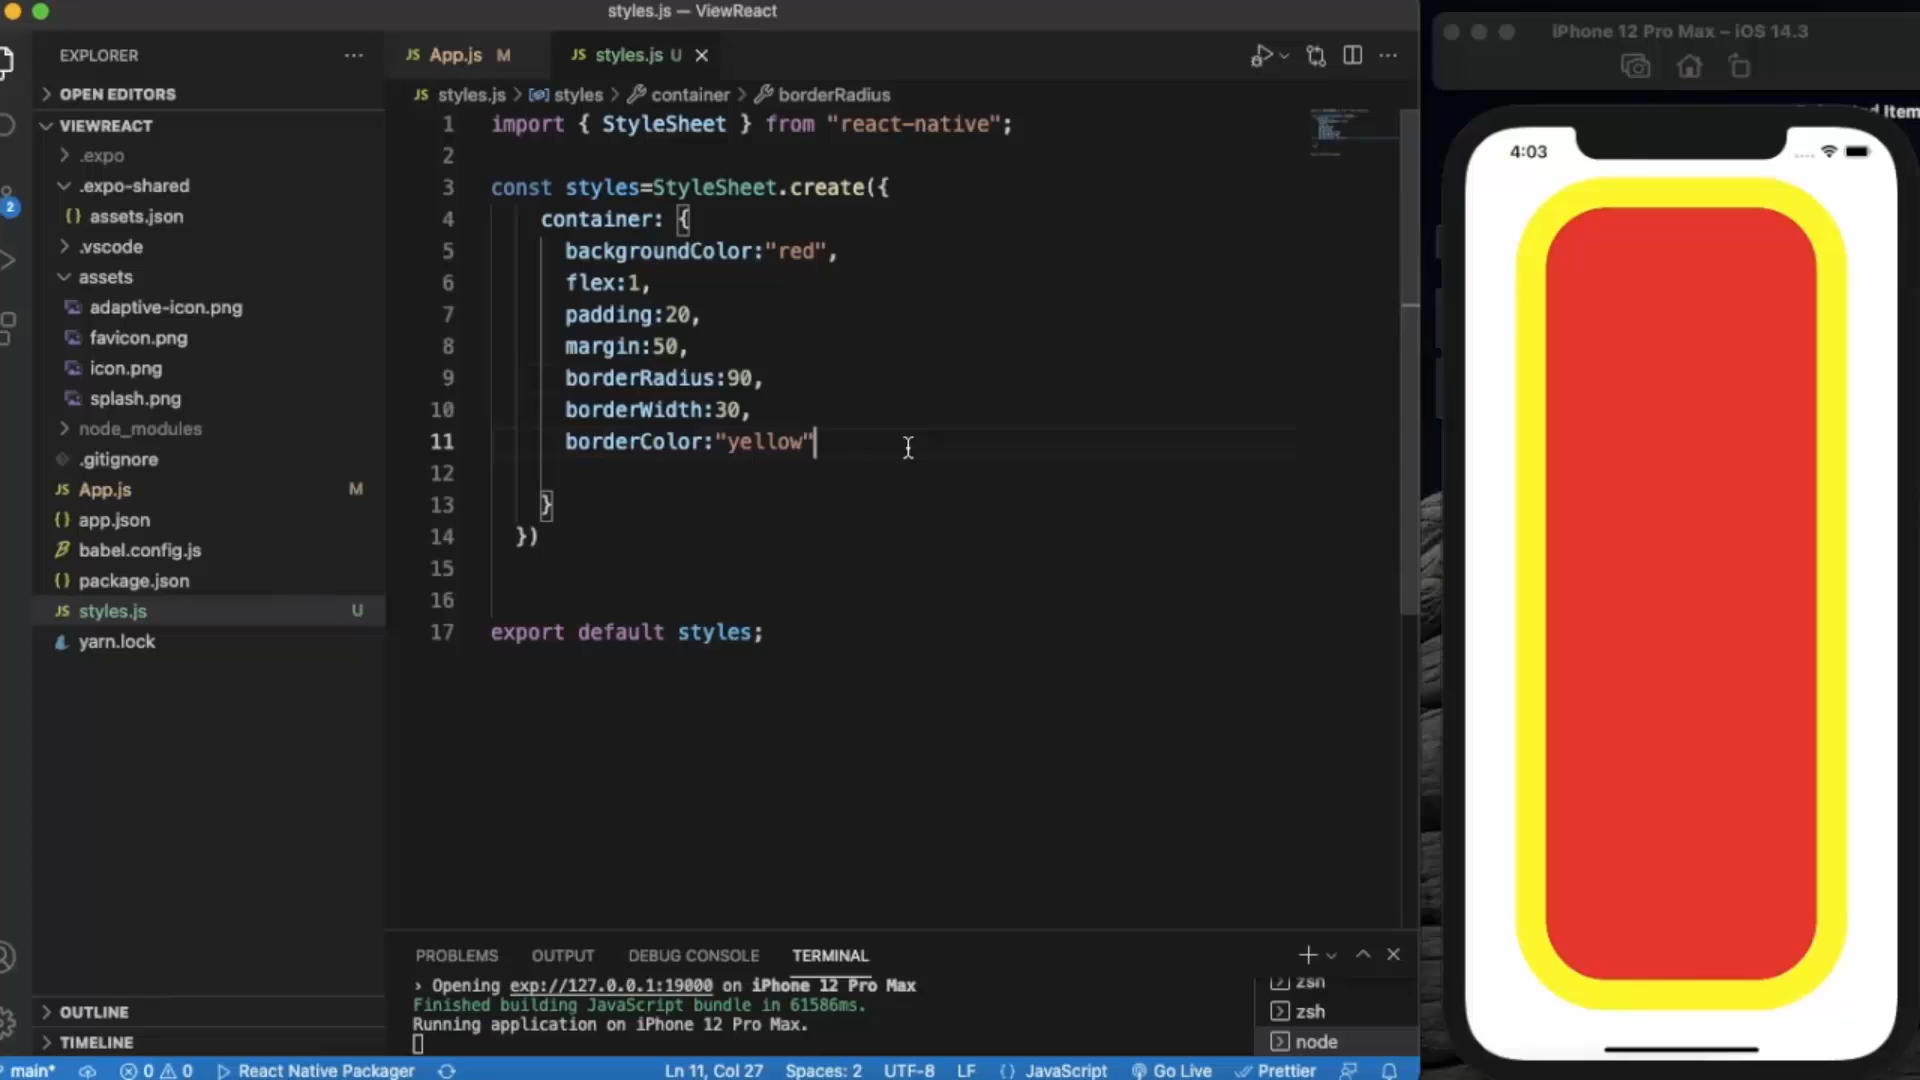 styles.js — ViewReact
EXPLORER
OPEN EDITORS
VIEWREACT
.expo
.expo-shared
{} assets.json
.vscode
assets
adaptive-icon.png
favicon.png
icon.png
splash.png
node_modules
.gitignore
JS App.js M
{} app.json
babel.config.js
{} package.json
JS styles.js U
yarn.lock
OUTLINE
TIMELINE
2
JS App.js M
JS styles.js U
JS styles.js > styles > container > borderRadius
1 import { StyleSheet } from "react-native";
2
3 const styles=StyleSheet.create({
4 container: {
5 backgroundColor:"red",
6 flex:1,
7 padding:20,
8 margin:50,
9 borderRadius:90,
10 borderWidth:30,
11 borderColor:"yellow"
12
13 }
14 })
15
16
17 export default styles;
PROBLEMS OUTPUT DEBUG CONSOLE TERMINAL
› Opening exp://127.0.0.1:19000 on iPhone 12 Pro Max
Finished building JavaScript bundle in 61586ms.
Running application on iPhone 12 Pro Max.
zsh
zsh
node
main* 0 0 React Native Packager Ln 11, Col 27 Spaces: 2 UTF-8 LF {} JavaScript Go Live Prettier
iPhone 12 Pro Max – iOS 14.3
4:03